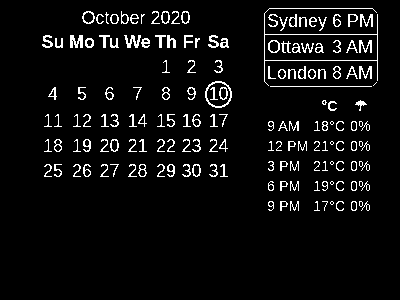 October 2020
Su Mo Tu We Th Fr Sa
1 2 3
4 5 6 7 8 9 10
11 12 13 14 15 16 17
18 19 20 21 22 23 24
25 26 27 28 29 30 31
Sydney 6 PM
Ottawa 3 AM
London 8 AM
°C ☂
9 AM 18°C 0%
12 PM 21°C 0%
3 PM 21°C 0%
6 PM 19°C 0%
9 PM 17°C 0%